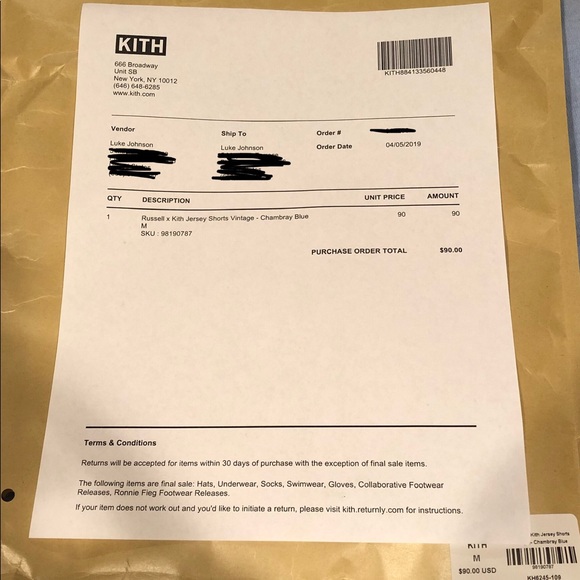 KITH
666 Broadway
Unit SB
New York, NY 10012
(646) 648-6285
www.kith.com
KITH884133560448
Vendor Ship To Order #
Luke Johnson Luke Johnson Order Date 04/05/2019
QTY DESCRIPTION UNIT PRICE AMOUNT
1 Russell x Kith Jersey Shorts Vintage - Chambray Blue 90 90
M
SKU : 98190787
PURCHASE ORDER TOTAL $90.00
Terms & Conditions
Returns will be accepted for items within 30 days of purchase with the exception of final sale items.
The following items are final sale: Hats, Underwear, Socks, Swimwear, Gloves, Collaborative Footwear
Releases, Ronnie Fieg Footwear Releases.
If your item does not work out and you'd like to initiate a return, please visit kith.returnly.com for instructions.
KITH
M
$90.00 USD
Kith Jersey Shorts
- Chambray Blue
98190787
KH6245-109